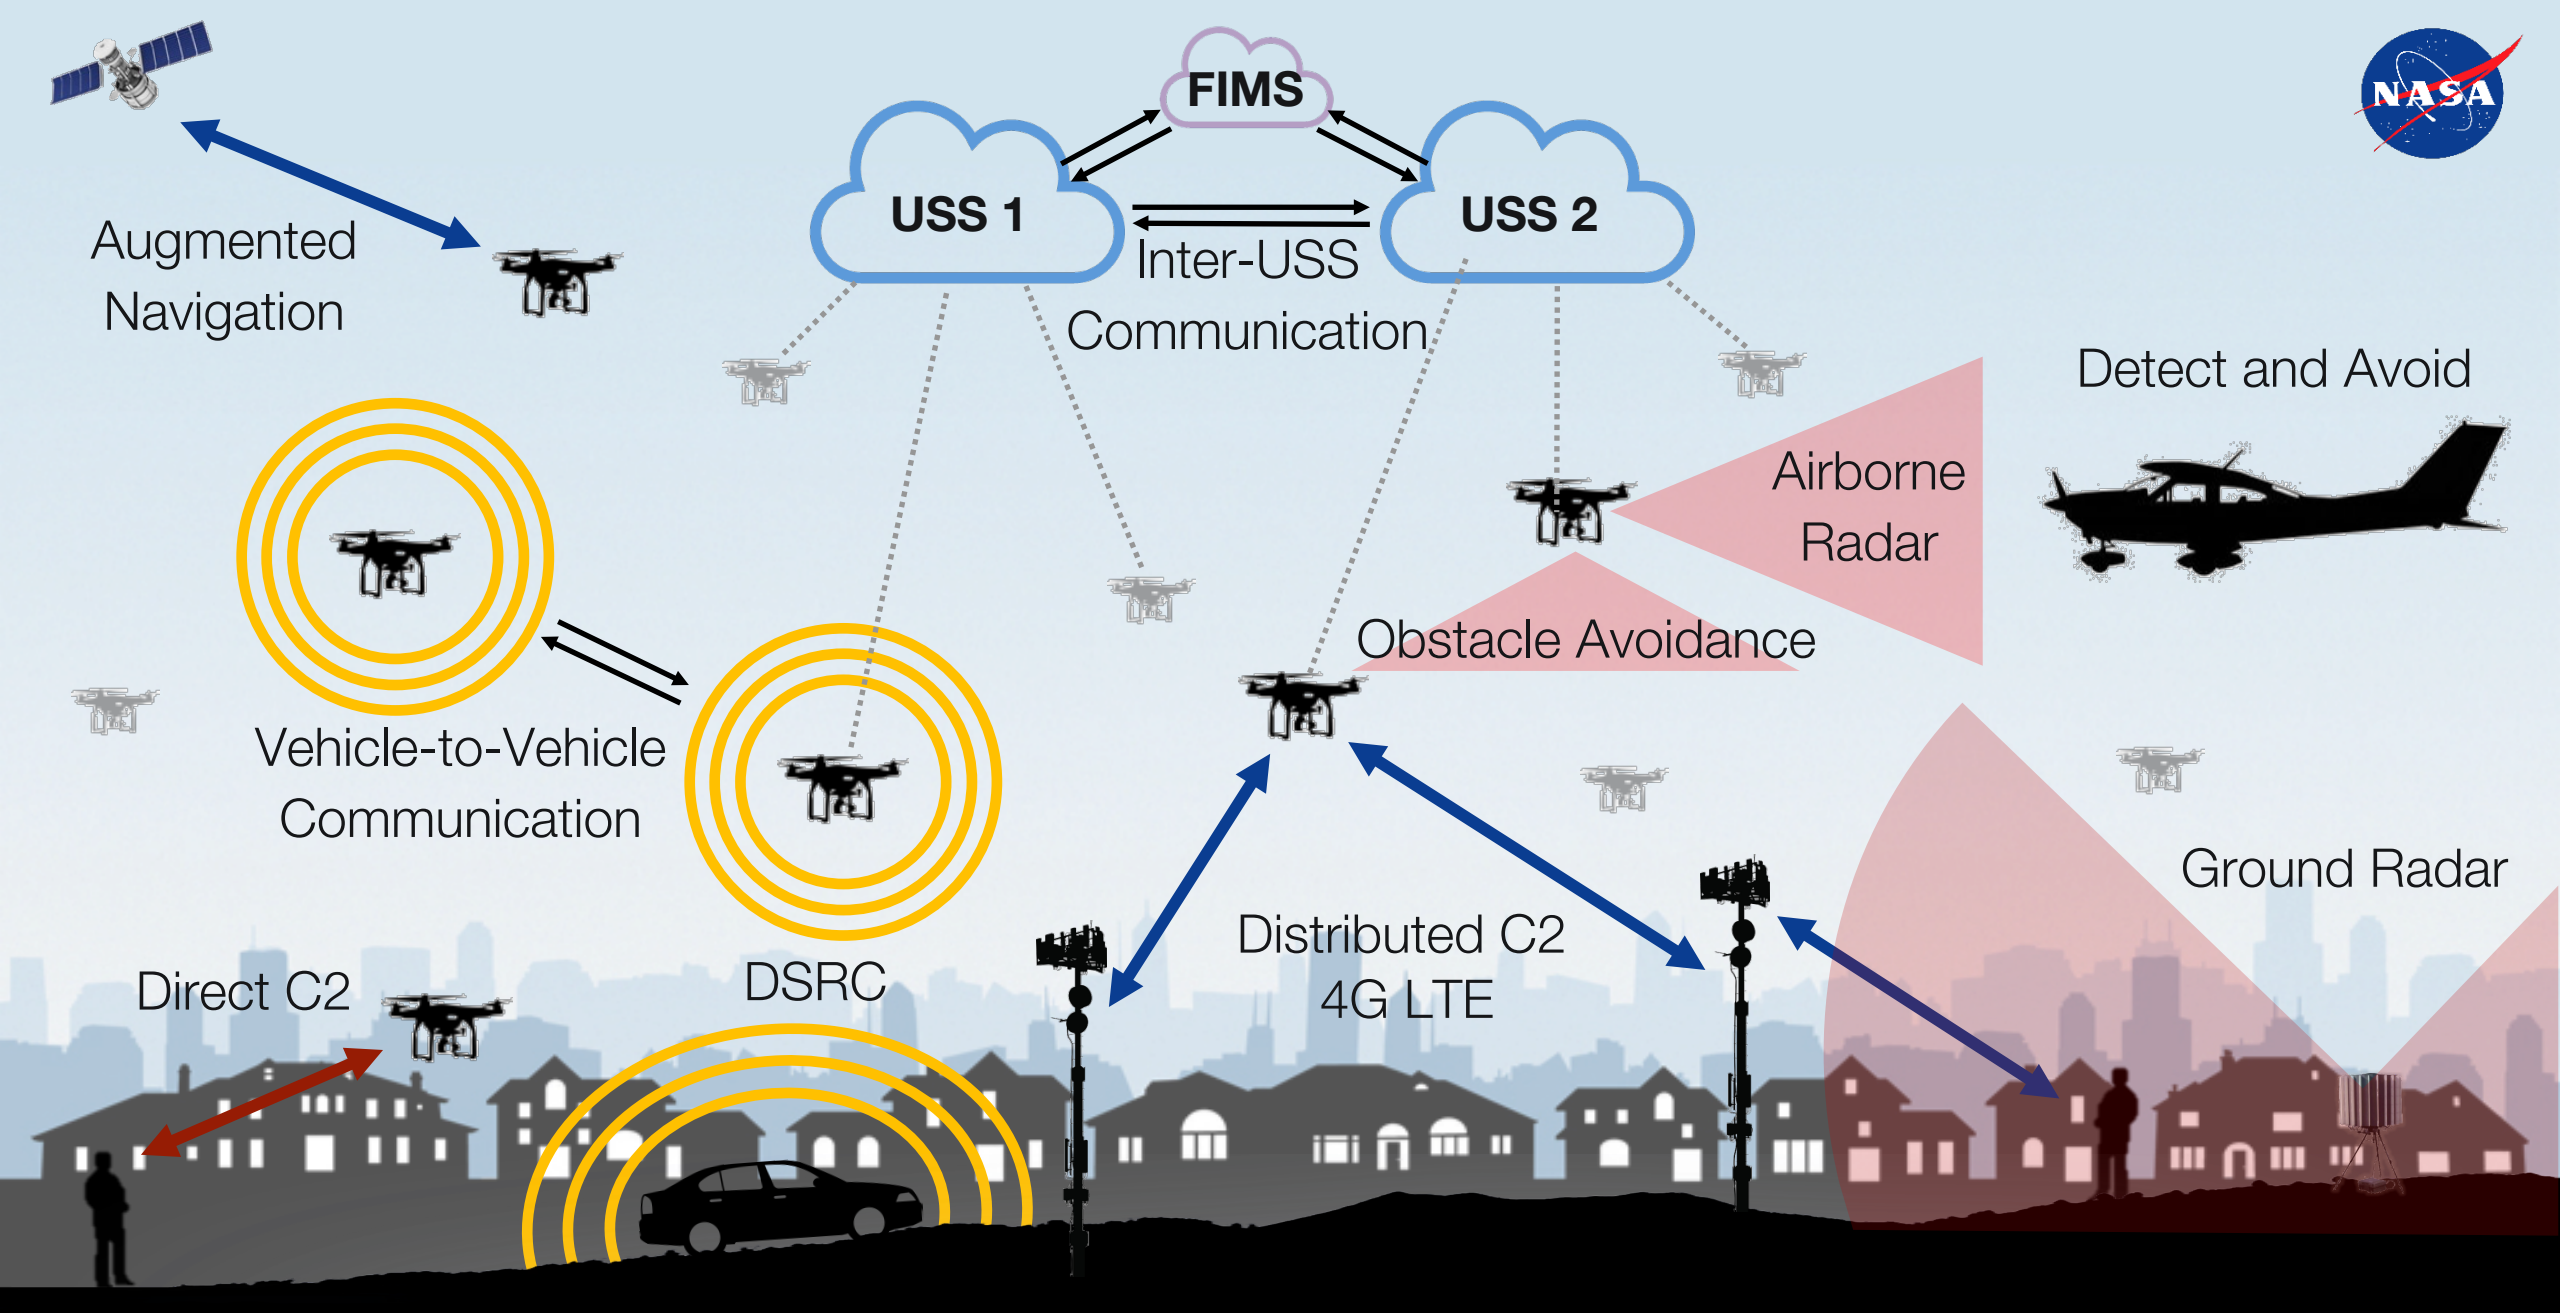 FIMS
NASA
USS 1
USS 2
Augmented
Navigation
Inter-USS
Communication
Detect and Avoid
Airborne
Radar
Obstacle Avoidance
Vehicle-to-Vehicle
Communication
Ground Radar
Distributed C2
4G LTE
DSRC
Direct C2